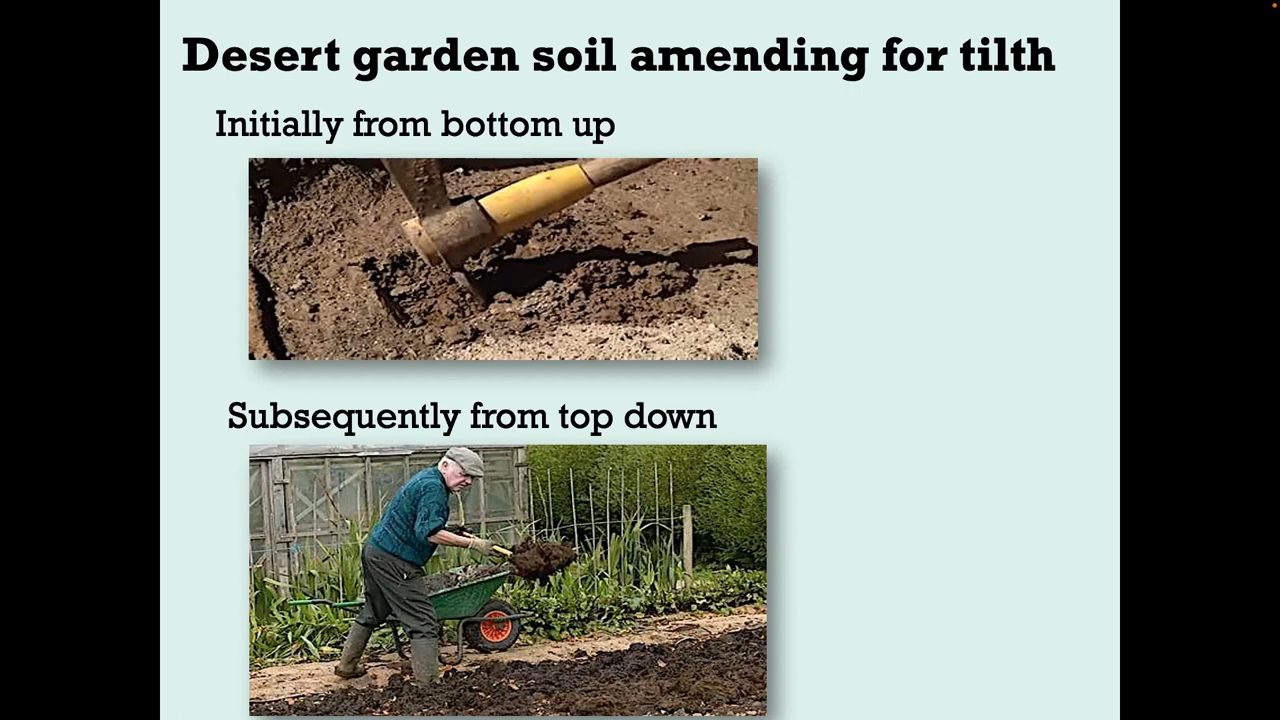 Desert garden soil amending for tilth
Initially from bottom up
Subsequently from top down